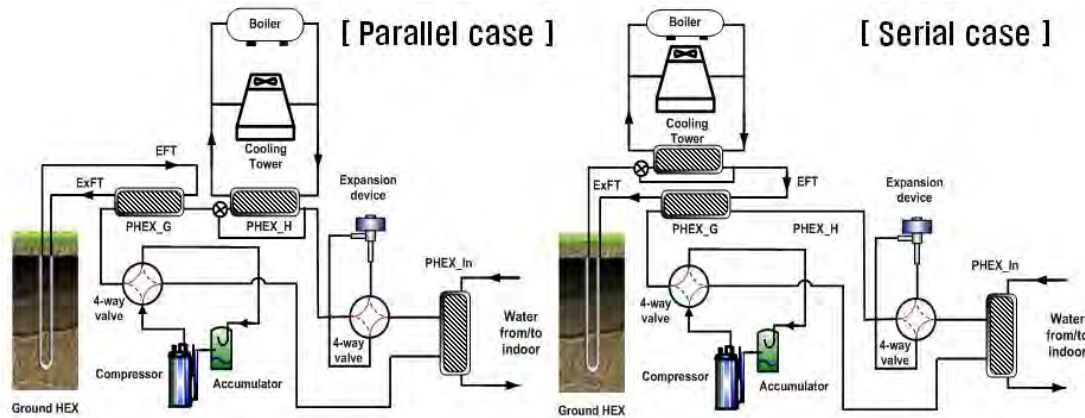 [ Parallel case ]
Boiler
Cooling
Tower
EFT
ExFT
PHEX_G
PHEX_H
Expansion
device
4-way
valve
4-way
valve
PHEX_In
Water
from/to
indoor
Compressor
Accumulator
Ground HEX
[ Serial case ]
Boiler
Cooling
Tower
EFT
ExFT
PHEX_G
PHEX_H
Expansion
device
4-way
valve
4-way
valve
PHEX_In
Water
from/to
indoor
Compressor
Accumulator
Ground HEX